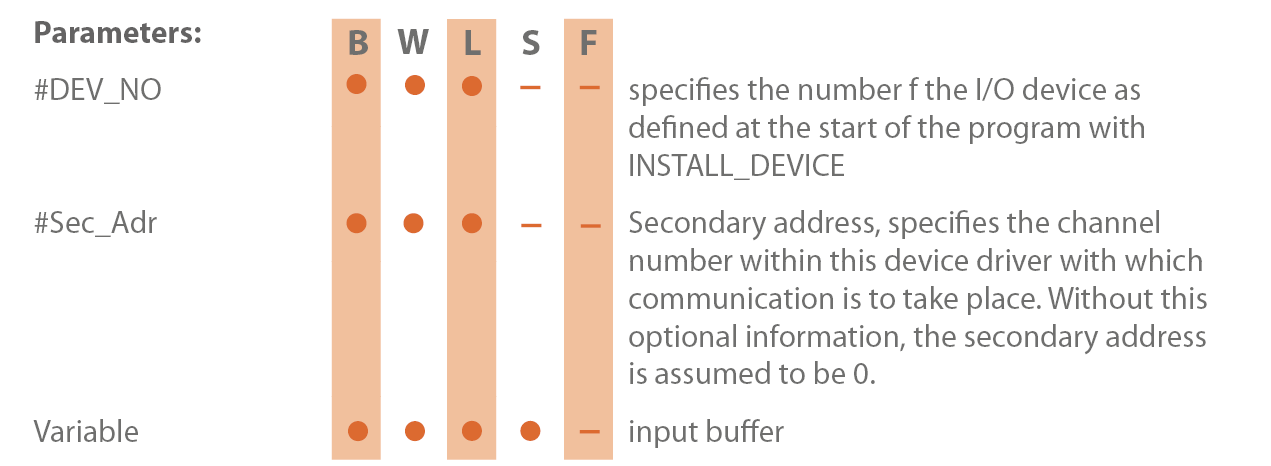 Parameters: B W L S F
#DEV_NO ● ● ● – – specifies the number f the I/O device as
defined at the start of the program with
INSTALL_DEVICE
#Sec_Adr ● ● ● – – Secondary address, specifies the channel
number within this device driver with which
communication is to take place. Without this
optional information, the secondary address
is assumed to be 0.
Variable ● ● ● ● – input buffer